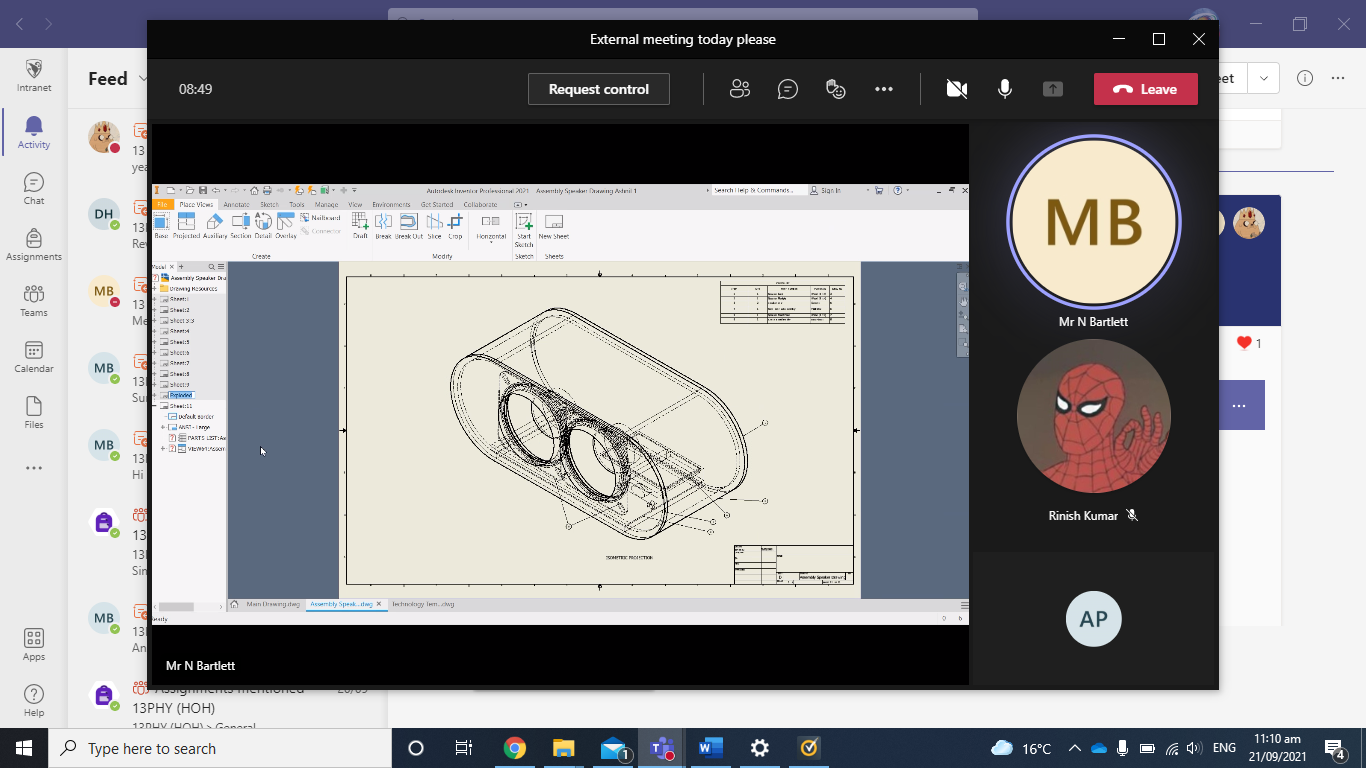 External meeting today please
08:49
Request control
Leave
eet
Intranet
Activity
Chat
Assignments
Teams
Calendar
Files
Apps
Help
Feed
13
yea
DH
13
Rev
MB
13
Me
MB
13
Su
MB
13
Hi
13
13
Sin
MB
13
An
Assignments mentioned
20/09
13PHY (HOH)
13PHY (HOH) > General
1
Autodesk Inventor Professional 2021 Assembly Speaker Drawing Ashnil 1
Search Help & Commands...
Sign In
File
Place Views
Annotate
Sketch
Tools
Manage
View
Environments
Get Started
Collaborate
Base
Projected
Auxiliary
Section
Detail
Overlay
Nailboard
Connector
Draft
Break
Break Out
Slice
Crop
Horizontal
Start
Sketch
New Sheet
Create
Modify
Sketch
Sheets
Model
Assembly Speaker Dra
Drawing Resources
Sheet:1
Sheet:2
Sheet 3:3
Sheet:4
Sheet:5
Sheet:6
Sheet:7
Sheet:8
Sheet:9
Exploded
Sheet:11
Default Border
ANSI - Large
PARTS LIST:As
VIEW61:Assem
ISOMETRIC PROJECTION
Assembly Speaker Drawing
Main Drawing.dwg
Assembly Speak...dwg
Technology Tem...dwg
Ready
0
6
Mr N Bartlett
MB
Mr N Bartlett
Rinish Kumar
AP
Type here to search
1
16°C
ENG
11:10 am
21/09/2021
4